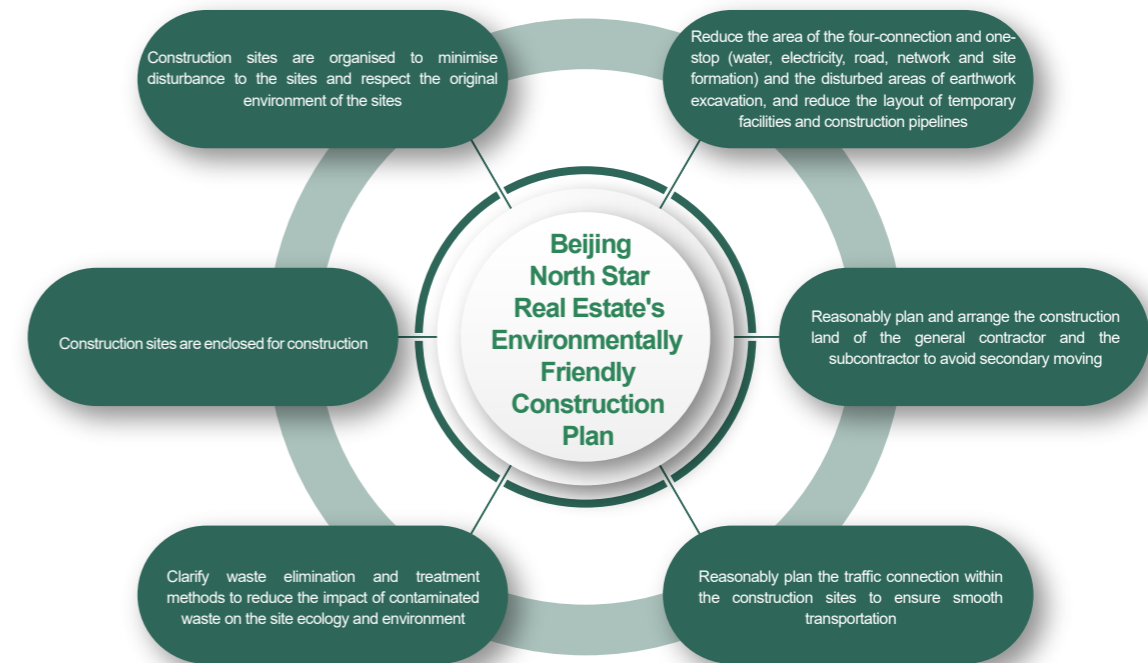 Construction sites are organised to minimise
disturbance to the sites and respect the original
environment of the sites
Reduce the area of the four-connection and one-
stop (water, electricity, road, network and site
formation) and the disturbed areas of earthwork
excavation, and reduce the layout of temporary
facilities and construction pipelines
Construction sites are enclosed for construction
Beijing
North Star
Real Estate's
Environmentally
Friendly
Construction
Plan
Reasonably plan and arrange the construction
land of the general contractor and the
subcontractor to avoid secondary moving
Clarify waste elimination and treatment
methods to reduce the impact of contaminated
waste on the site ecology and environment
Reasonably plan the traffic connection within
the construction sites to ensure smooth
transportation